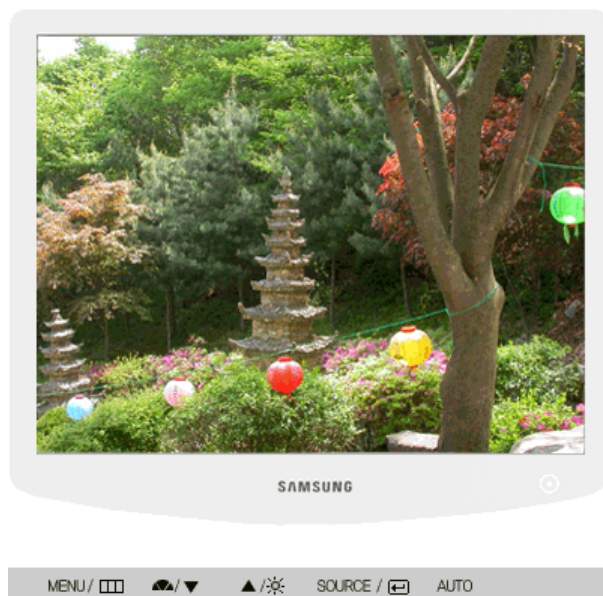 SAMSUNG
MENU / ▼ ▲ / SOURCE / AUTO